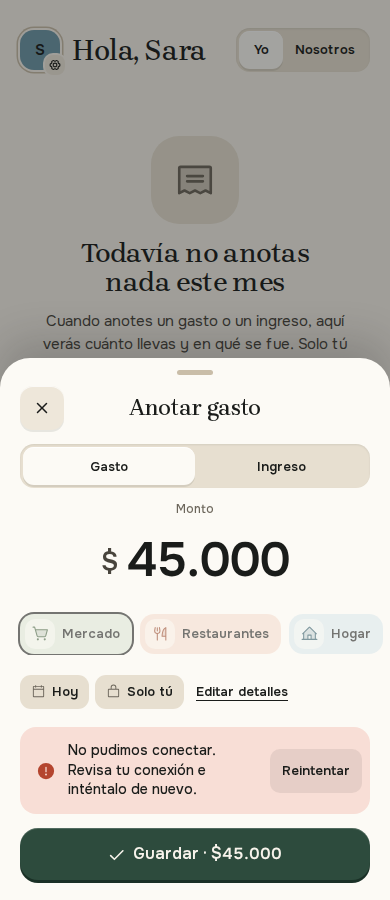 S
Hola, Sara
Yo
Nosotros
Todavía no anotas
nada este mes
Cuando anotes un gasto o un ingreso, aquí
verás cuánto llevas y en qué se fue. Solo tú
Anotar gasto
Gasto
Ingreso
Monto
$ 45.000
Mercado
Restaurantes
Hogar
Hoy
Solo tú
Editar detalles
No pudimos conectar.
Revisa tu conexión e
inténtalo de nuevo.
Reintentar
Guardar · $45.000